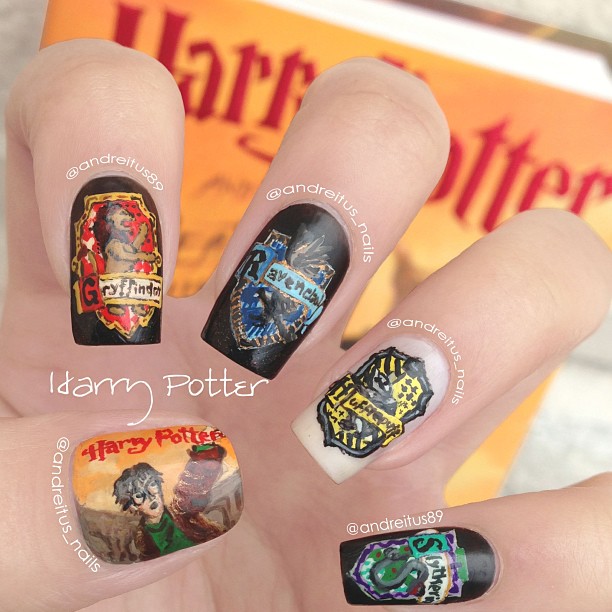 Harry Potter
@andreitus89
@andreitus_nails
Gryffindor
Ravenclaw
@andreitus_nails
Harry Potter
Hufflepuff
Harry Potter
@andreitus_nails
@andreitus89
Slytherin